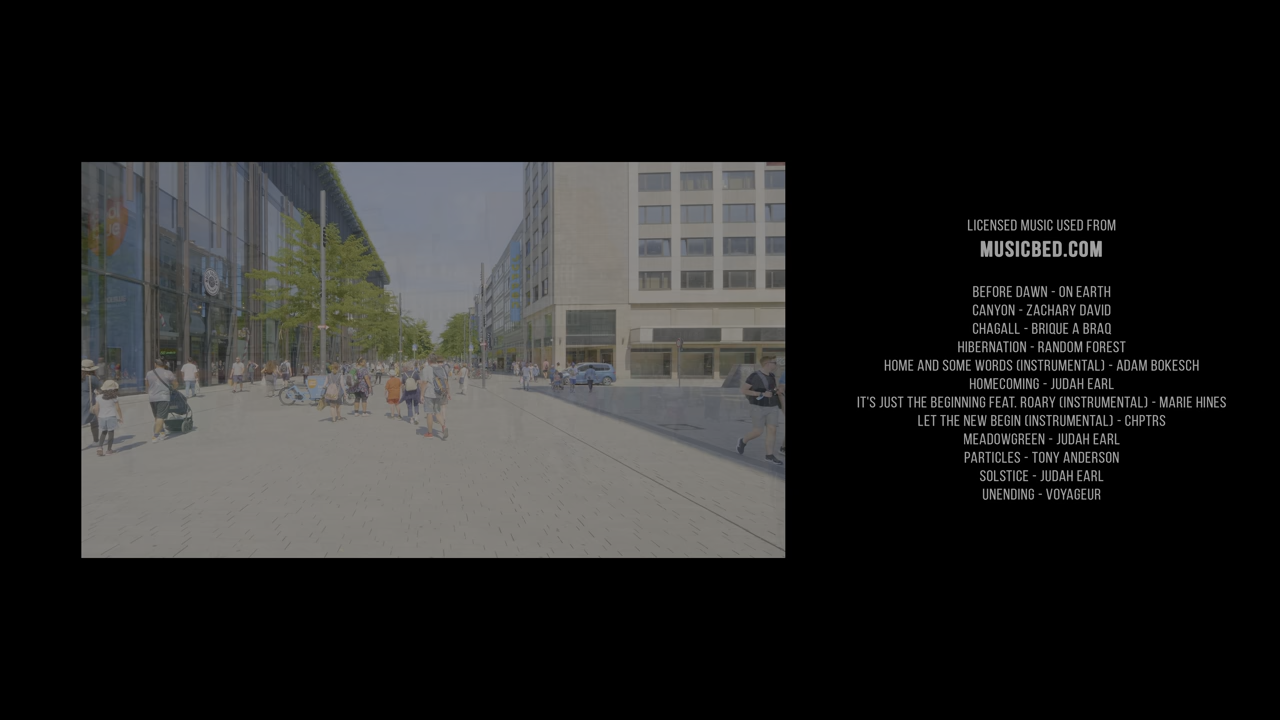 LICENSED MUSIC USED FROM
MUSICBED.COM
BEFORE DAWN - ON EARTH
CANYON - ZACHARY DAVID
CHAGALL - BRIQUE A BRAQ
HIBERNATION - RANDOM FOREST
HOME AND SOME WORDS (INSTRUMENTAL) - ADAM BOKESCH
HOMECOMING - JUDAH EARL
IT'S JUST THE BEGINNING FEAT. ROARY (INSTRUMENTAL) - MARIE HINES
LET THE NEW BEGIN (INSTRUMENTAL) - CHPTRS
MEADOWGREEN - JUDAH EARL
PARTICLES - TONY ANDERSON
SOLSTICE - JUDAH EARL
UNENDING - VOYAGEUR